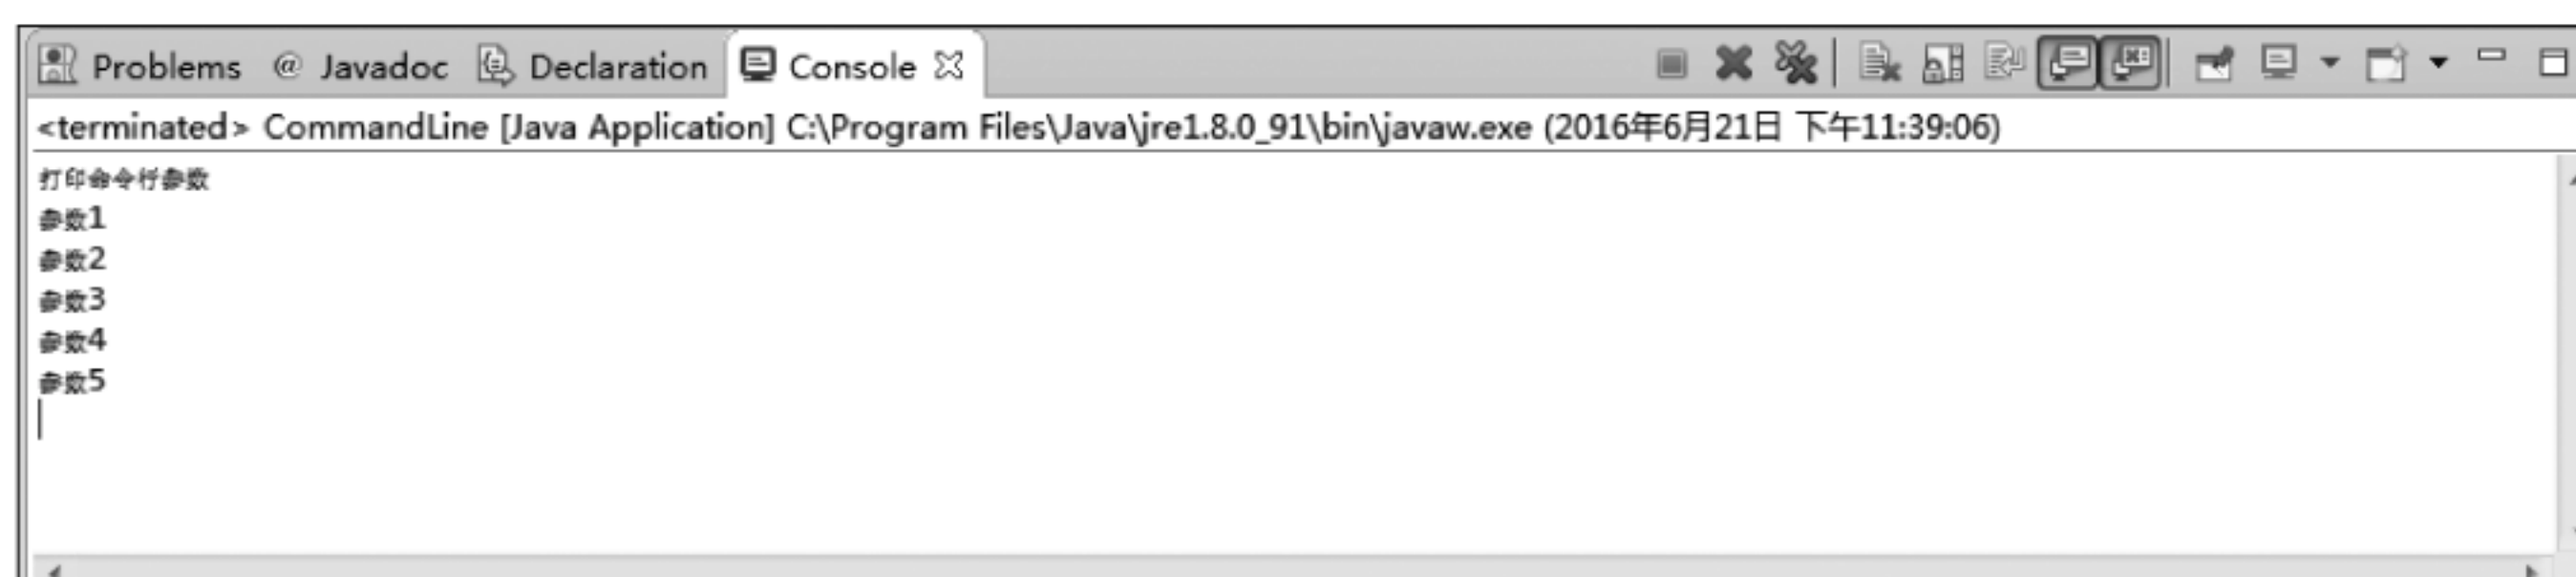 Problems @ Javadoc Declaration Console
<terminated> CommandLine [Java Application] C:\Program Files\Java\jre1.8.0_91\bin\javaw.exe (2016年6月21日 下午11:39:06)
打印命令行参数
参数1
参数2
参数3
参数4
参数5